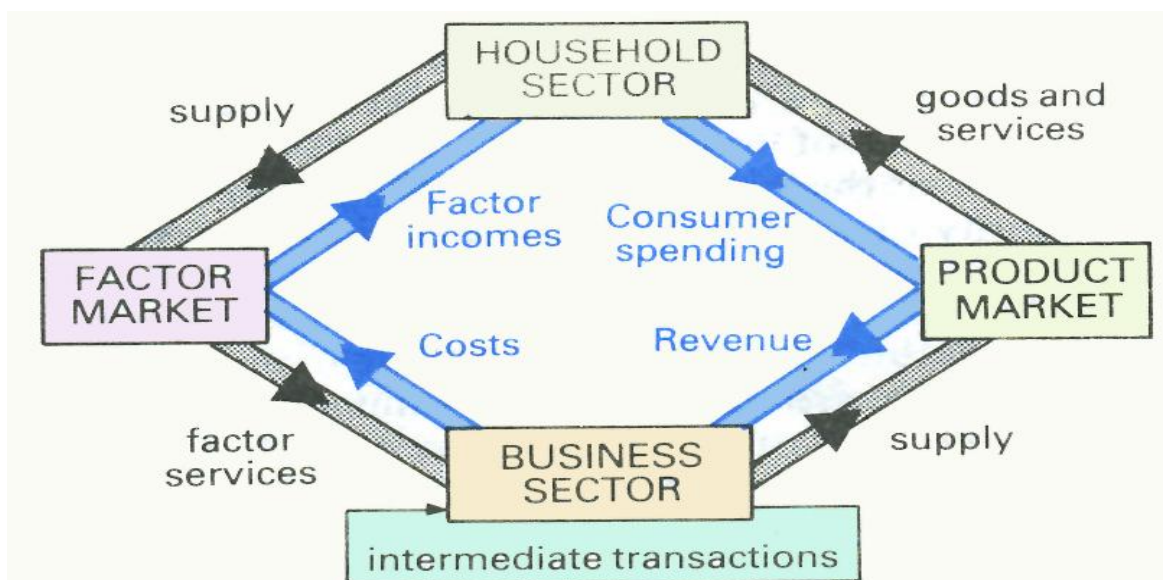 HOUSEHOLD
SECTOR
supply
goods and
services
Factor
incomes
Consumer
spending
FACTOR
MARKET
PRODUCT
MARKET
Costs
Revenue
factor
services
BUSINESS
SECTOR
supply
intermediate transactions